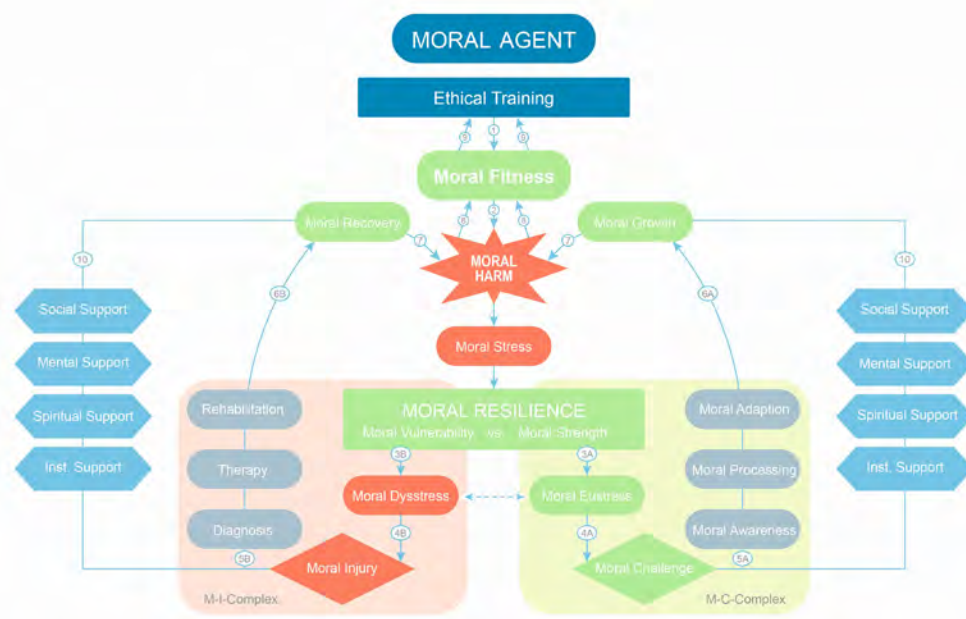 MORAL AGENT
Ethical Training
9
1
9
Moral Fitness
8
2
8
Moral Recovery
Moral Growth
7
7
MORAL
HARM
10
10
6B
6A
Social Support
Social Support
Moral Stress
Mental Support
Mental Support
Rehabilitation
MORAL RESILIENCE
Moral Vulnerability vs. Moral Strength
Moral Adaption
Spiritual Support
Spiritual Support
3B
3A
Inst. Support
Therapy
Moral Processing
Inst. Support
Moral Dysstress
Moral Eustress
Diagnosis
4B
4A
Moral Awareness
5B
5A
Moral Injury
Moral Challenge
M-I-Complex
M-C-Complex